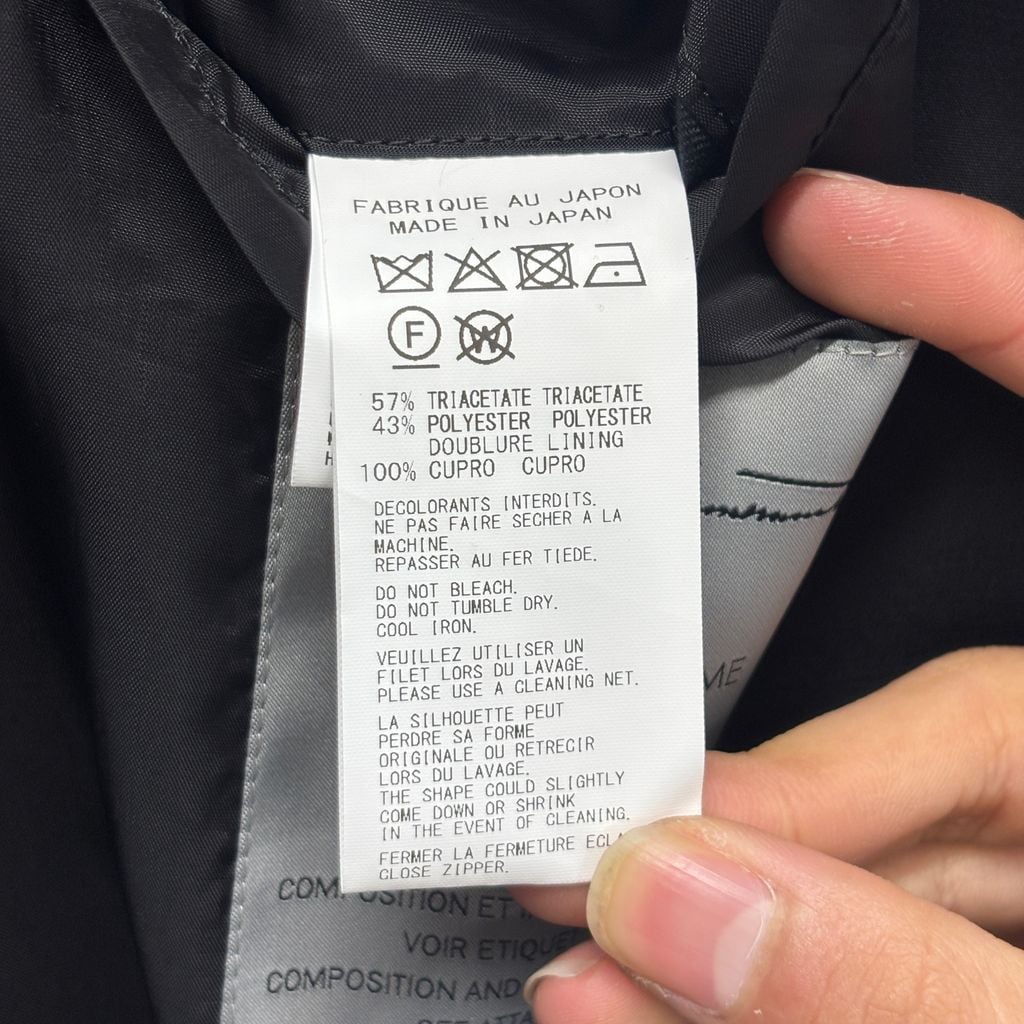 FABRIQUE AU JAPON
MADE IN JAPAN
F
W
57% TRIACETATE TRIACETATE
43% POLYESTER POLYESTER
DOUBLURE LINING
100% CUPRO CUPRO
DECOLORANTS INTERDITS.
NE PAS FAIRE SECHER A LA
MACHINE.
REPASSER AU FER TIEDE.
DO NOT BLEACH.
DO NOT TUMBLE DRY.
COOL IRON.
VEUILLEZ UTILISER UN
FILET LORS DU LAVAGE.
PLEASE USE A CLEANING NET.
LA SILHOUETTE PEUT
PERDRE SA FORME
ORIGINALE OU RETRECIR
LORS DU LAVAGE.
THE SHAPE COULD SLIGHTLY
COME DOWN OR SHRINK
IN THE EVENT OF CLEANING.
FERMER LA FERMETURE
CLOSE ZIPPER.
COMPOSITION ET
VOIR
COMPOSITION AND